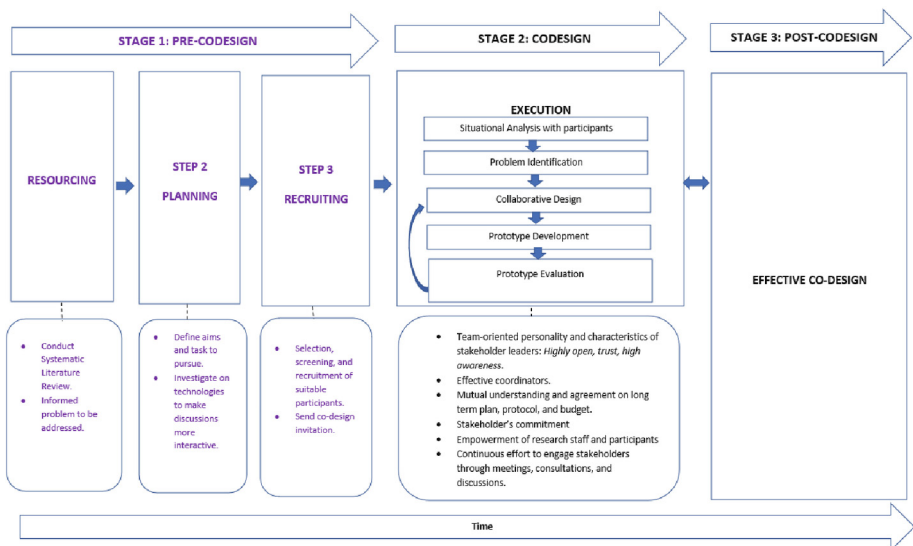 STAGE 1: PRE-CODESIGN
STAGE 2: CODESIGN
STAGE 3: POST-CODESIGN
RESOURCING
STEP 2
PLANNING
STEP 3
RECRUITING
EXECUTION
Situational Analysis with participants
Problem Identification
Collaborative Design
Prototype Development
Prototype Evaluation
EFFECTIVE CO-DESIGN
• Conduct
Systematic
Literature
Review.
• Informed
problem to be
addressed.
• Define aims
and task to
pursue.
• Investigate on
technologies
to make
discussions
more
interactive.
• Selection,
screening, and
recruitment of
suitable
participants.
• Send co-design
invitation.
• Team-oriented personality and characteristics of
stakeholder leaders: Highly open, trust, high
awareness.
• Effective coordinators.
• Mutual understanding and agreement on long
term plan, protocol, and budget.
• Stakeholder's commitment
• Empowerment of research staff and participants
• Continuous effort to engage stakeholders
through meetings, consultations, and
discussions.
Time